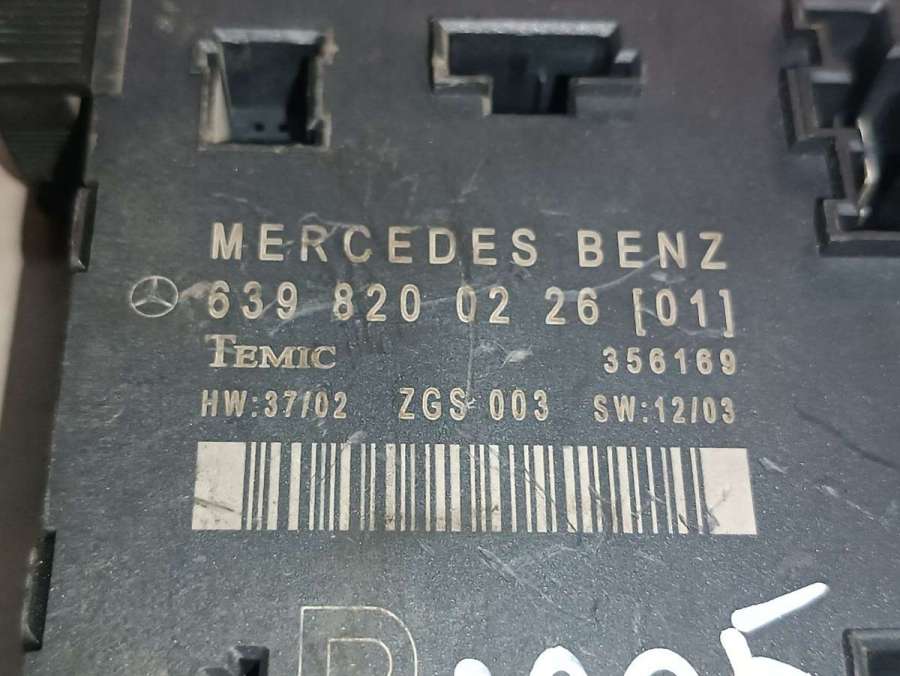 MERCEDES BENZ
639 820 02 26 [01]
TEMIC 356169
HW:37/02 ZGS 003 SW:12/03